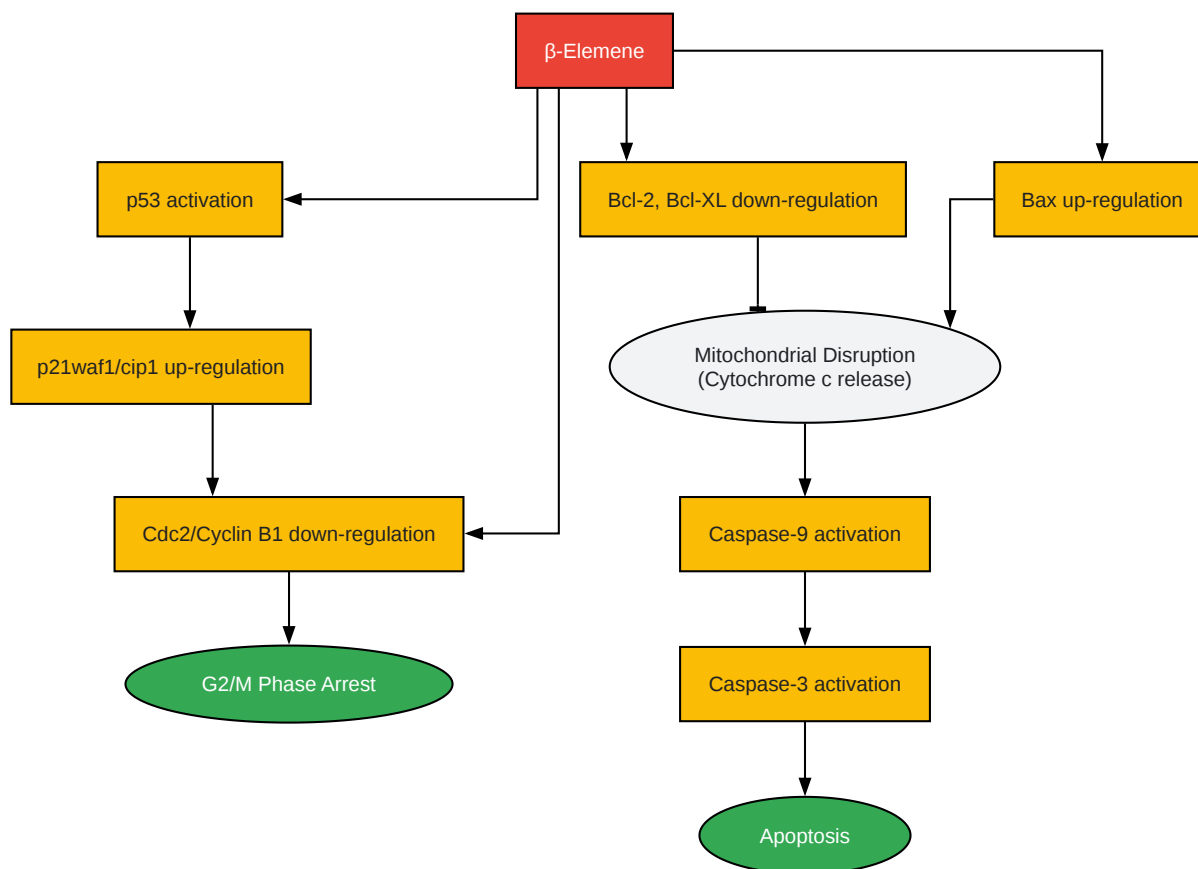 β-Elemene
p53 activation
Bcl-2, Bcl-XL down-regulation
Bax up-regulation
p21waf1/cip1 up-regulation
Mitochondrial Disruption
(Cytochrome c release)
Cdc2/Cyclin B1 down-regulation
Caspase-9 activation
G2/M Phase Arrest
Caspase-3 activation
Apoptosis